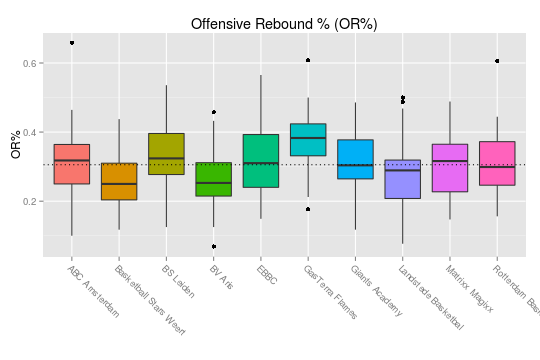 Offensive Rebound % (OR%)
OR%
0.6
0.4
0.2
ABC Amsterdam
Basketball Stars Weert
BS Leiden
BV Aris
EBBC
GasTerra Flames
Giants Academy
Landstede Basketbal
Matrixx Magixx
Rotterdam Bas